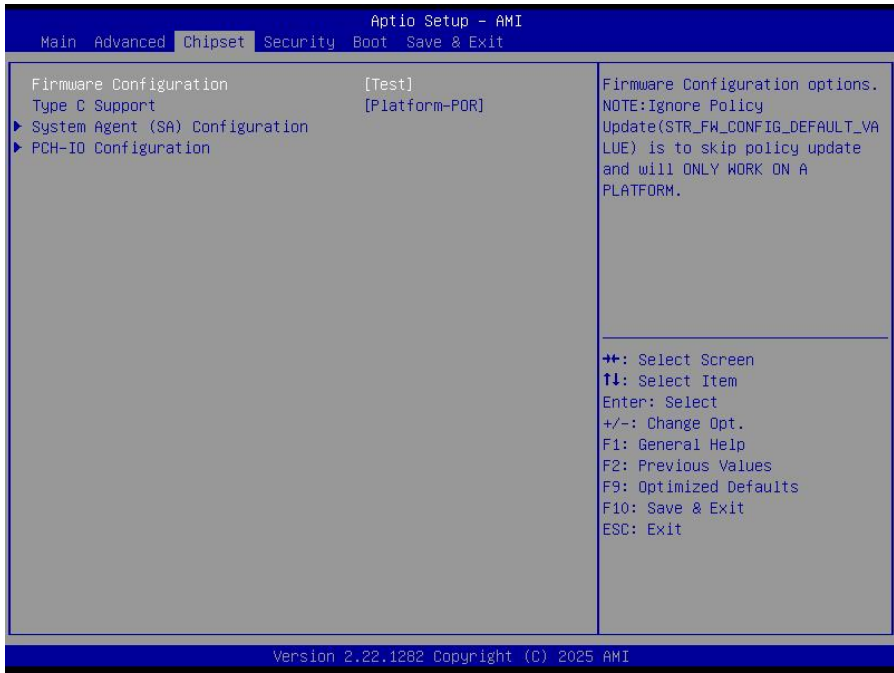 Aptio Setup - AMI
Main Advanced Chipset Security Boot Save & Exit
Firmware Configuration [Test]
Type C Support [Platform-POR]
System Agent (SA) Configuration
PCH-IO Configuration
Firmware Configuration options.
NOTE:Ignore Policy
Update(STR_FW_CONFIG_DEFAULT_VA
LUE) is to skip policy update
and will ONLY WORK ON A
PLATFORM.
→←: Select Screen
↑↓: Select Item
Enter: Select
+/-: Change Opt.
F1: General Help
F2: Previous Values
F9: Optimized Defaults
F10: Save & Exit
ESC: Exit
Version 2.22.1282 Copyright (C) 2025 AMI